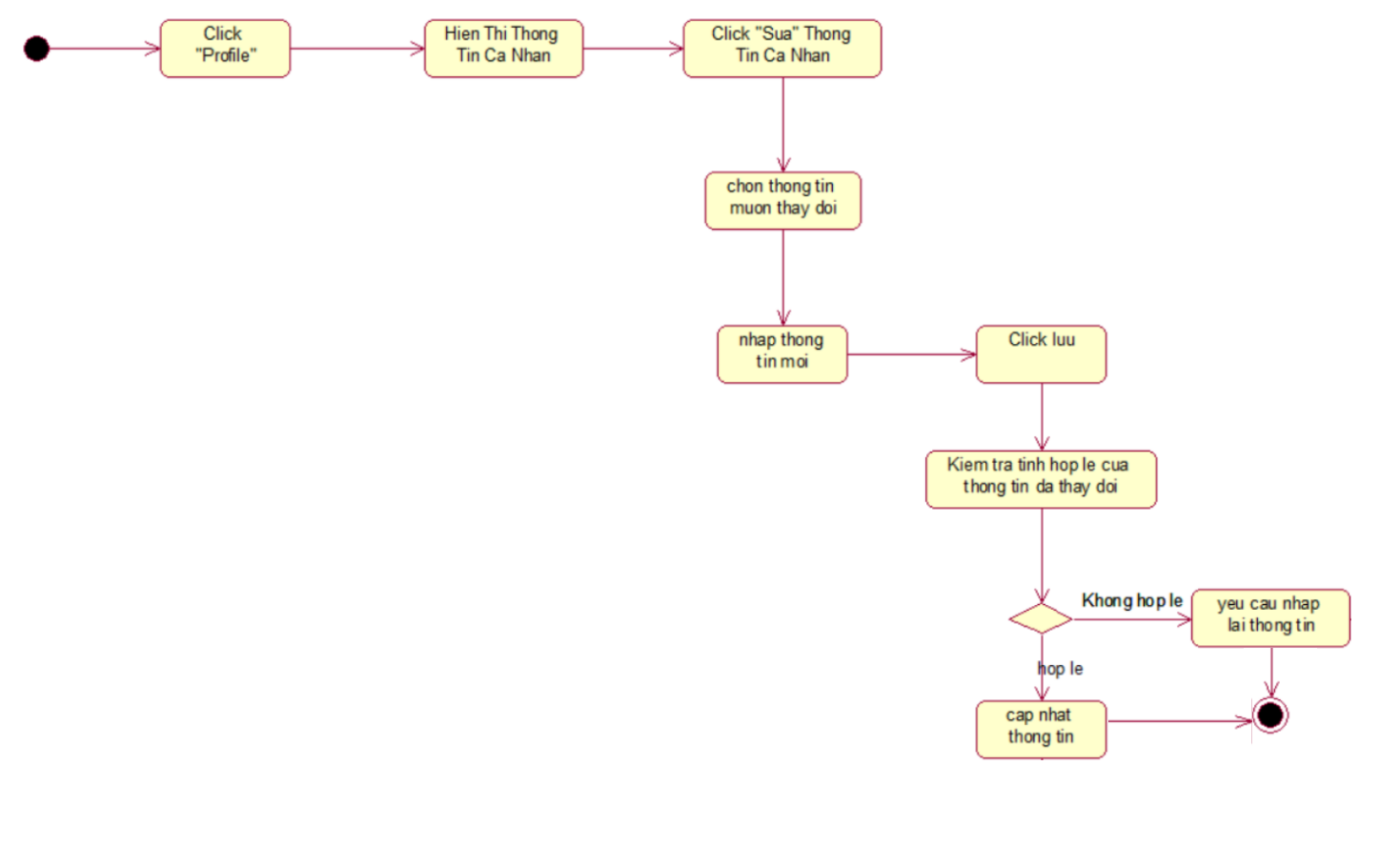 Click
"Profile"
Hien Thi Thong
Tin Ca Nhan
Click "Sua" Thong
Tin Ca Nhan
chon thong tin
muon thay doi
nhap thong
tin moi
Click luu
Kiem tra tinh hop le cua
thong tin da thay doi
Khong hop le
yeu cau nhap
lai thong tin
hop le
cap nhat
thong tin